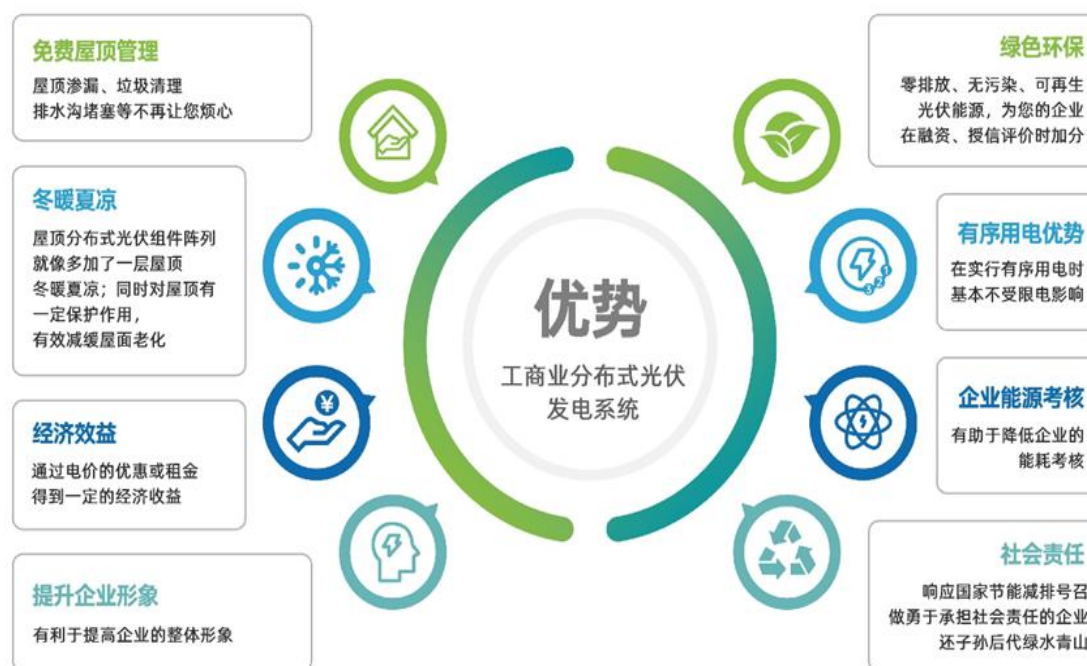 免费屋顶管理
屋顶渗漏、垃圾清理
排水沟堵塞等不再让您烦心
冬暖夏凉
屋顶分布式光伏组件阵列
就像多加了一层屋顶
冬暖夏凉；同时对屋顶有
一定保护作用，
有效减缓屋面老化
经济效益
通过电价的优惠或租金
得到一定的经济收益
¥
提升企业形象
有利于提高企业的整体形象
优势
工商业分布式光伏
发电系统
绿色环保
零排放、无污染、可再生
光伏能源，为您的企业
在融资、授信评价时加分
有序用电优势
在实行有序用电时
基本不受限电影响
3 2 1
企业能源考核
有助于降低企业的
能耗考核
社会责任
响应国家节能减排号召
做勇于承担社会责任的企业
还子孙后代绿水青山